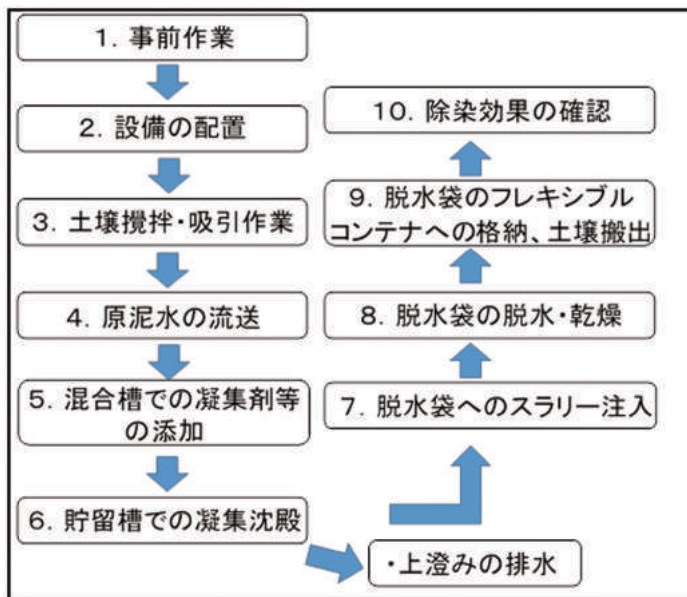 1. 事前作業
2. 設備の配置
3. 土壌攪拌・吸引作業
4. 原泥水の流送
5. 混合槽での凝集剤等
の添加
6. 貯留槽での凝集沈殿
・上澄みの排水
7. 脱水袋へのスラリー注入
8. 脱水袋の脱水・乾燥
9. 脱水袋のフレキシブル
コンテナへの格納、土壌搬出
10. 除染効果の確認